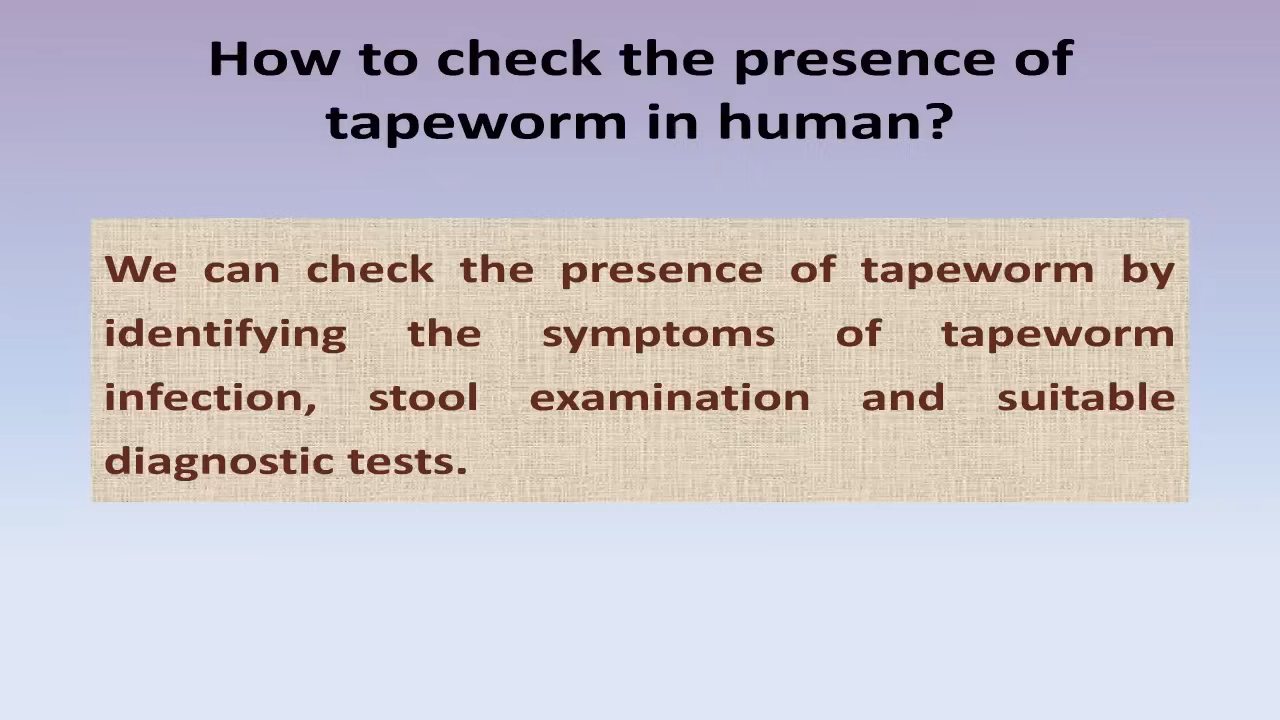 How to check the presence of
tapeworm in human?
We can check the presence of tapeworm by
identifying the symptoms of tapeworm
infection, stool examination and suitable
diagnostic tests.